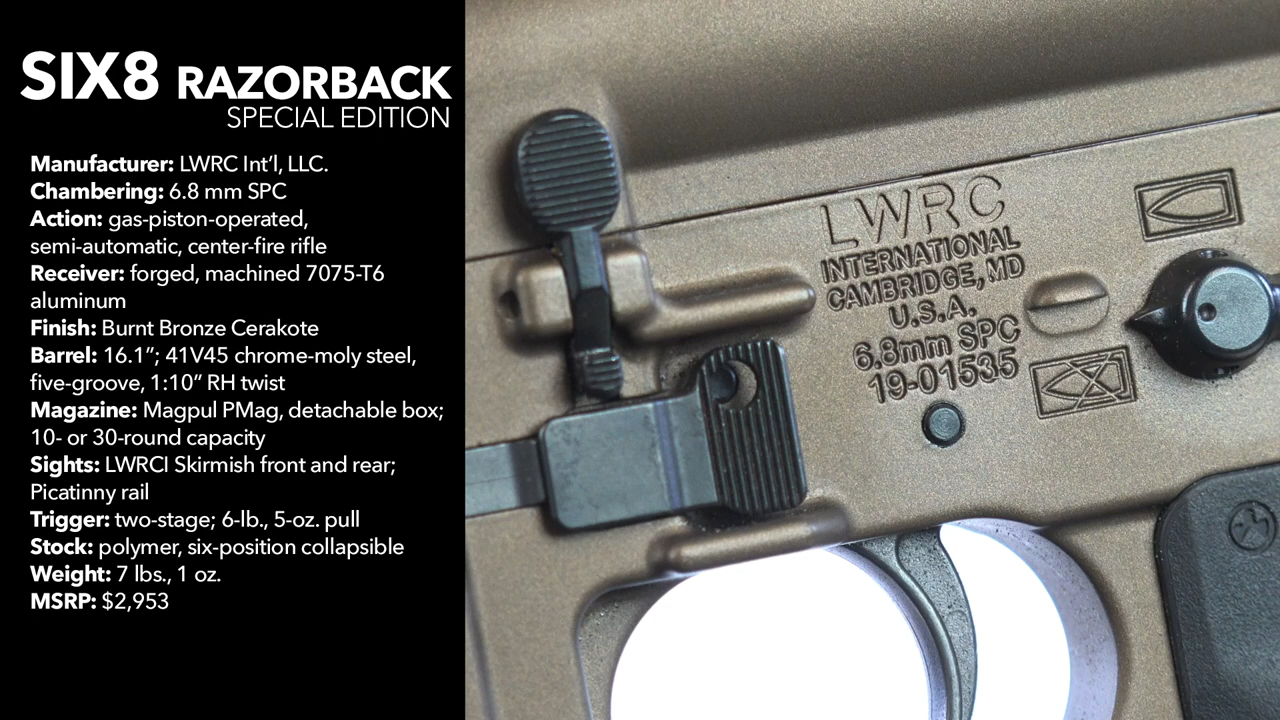 SIX8 RAZORBACK
SPECIAL EDITION
Manufacturer: LWRC Int’l, LLC.
Chambering: 6.8 mm SPC
Action: gas-piston-operated,
semi-automatic, center-fire rifle
Receiver: forged, machined 7075-T6
aluminum
Finish: Burnt Bronze Cerakote
Barrel: 16.1”; 41V45 chrome-moly steel,
five-groove, 1:10” RH twist
Magazine: Magpul PMag, detachable box;
10- or 30-round capacity
Sights: LWRCI Skirmish front and rear;
Picatinny rail
Trigger: two-stage; 6-lb., 5-oz. pull
Stock: polymer, six-position collapsible
Weight: 7 lbs., 1 oz.
MSRP: $2,953
LWRC
INTERNATIONAL
CAMBRIDGE, MD
U.S.A.
6.8mm SPC
19-01535